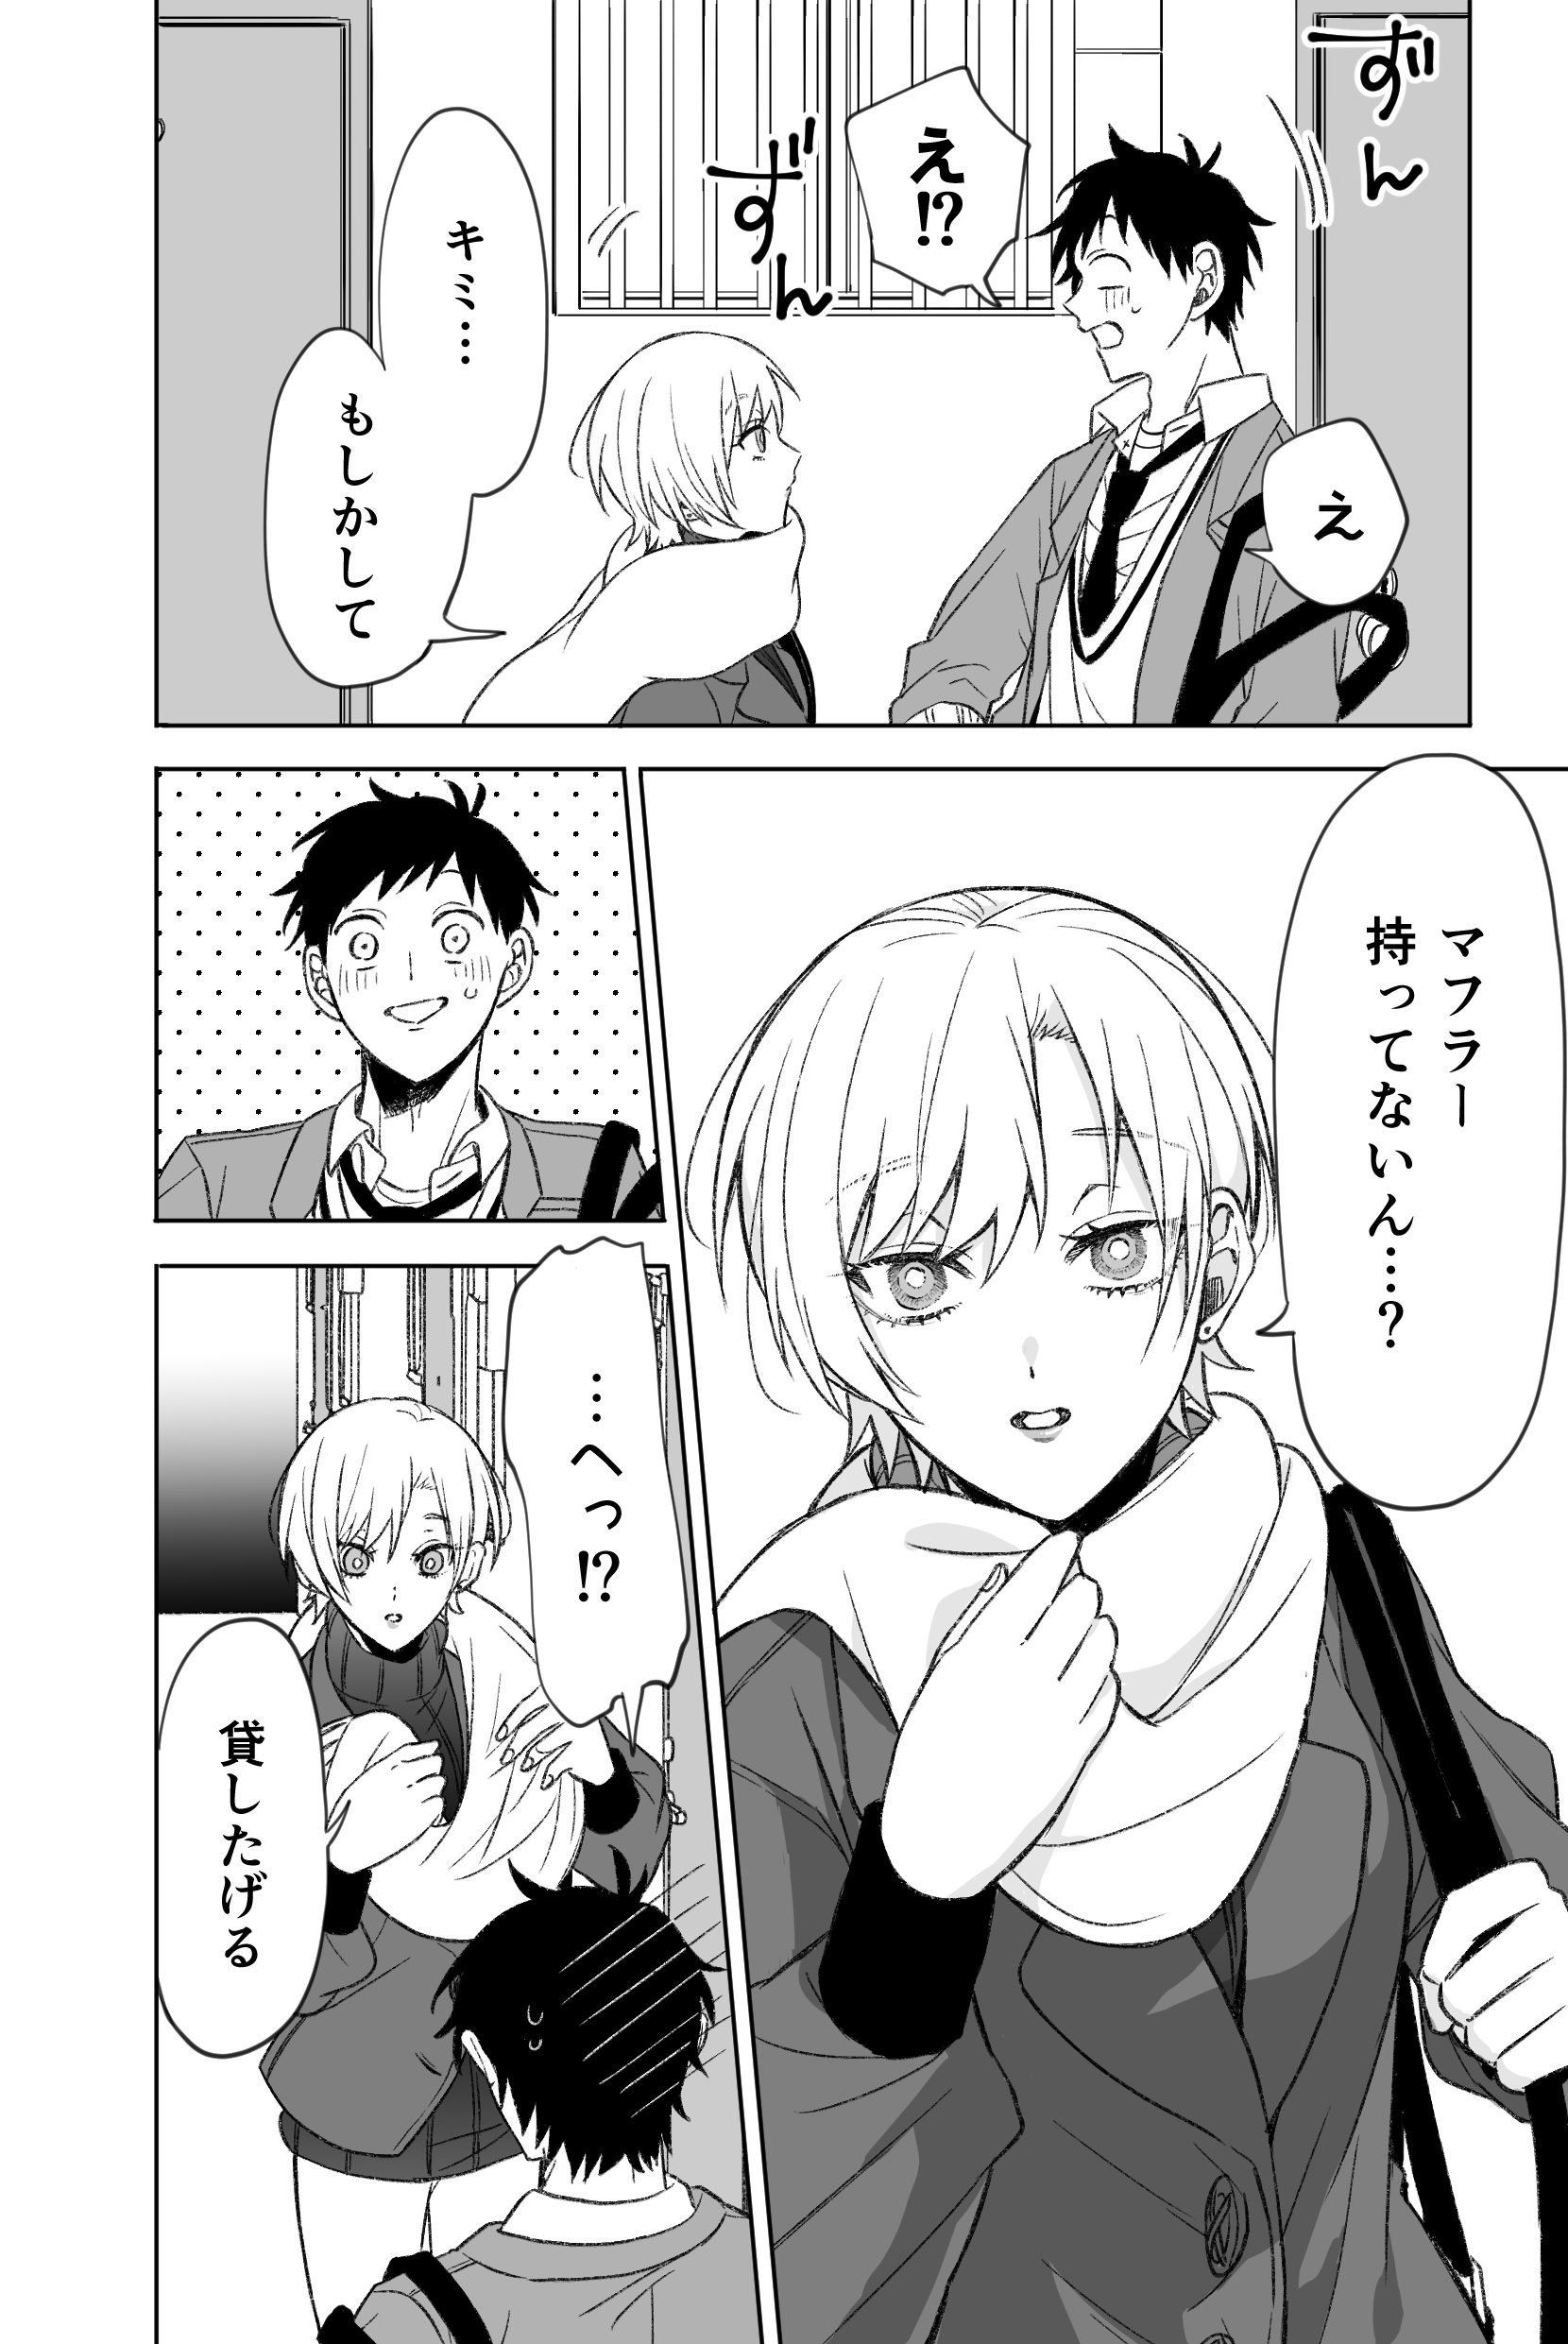 ずん
え
え!?
ずん
キミ…
もしかして
マフラー
持ってないん…?
…へっ!?
貸したげる